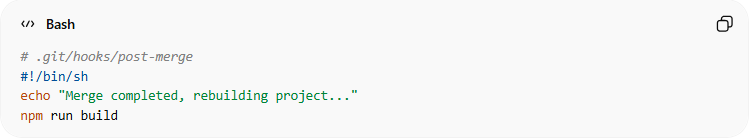 Bash
# .git/hooks/post-merge
#!/bin/sh
echo "Merge completed, rebuilding project..."
npm run build